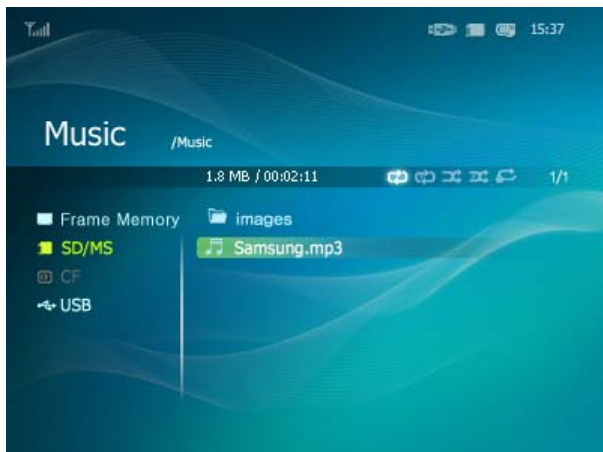 15:37
Music /Music
1.8 MB / 00:02:11 1/1
Frame Memory
images
SD/MS
Samsung.mp3
CF
USB